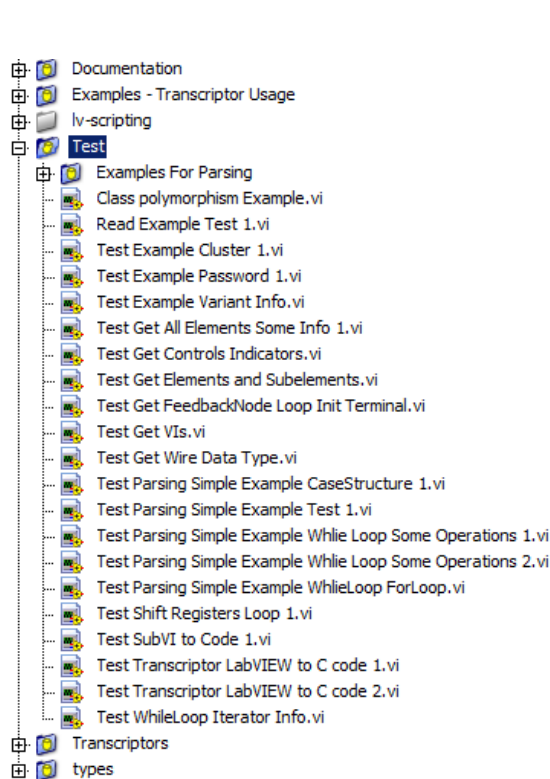 Documentation
Examples - Transcriptor Usage
lv-scripting
Test
Examples For Parsing
Class polymorphism Example.vi
Read Example Test 1.vi
Test Example Cluster 1.vi
Test Example Password 1.vi
Test Example Variant Info.vi
Test Get All Elements Some Info 1.vi
Test Get Controls Indicators.vi
Test Get Elements and Subelements.vi
Test Get FeedbackNode Loop Init Terminal.vi
Test Get VIs.vi
Test Get Wire Data Type.vi
Test Parsing Simple Example CaseStructure 1.vi
Test Parsing Simple Example Test 1.vi
Test Parsing Simple Example Whlie Loop Some Operations 1.vi
Test Parsing Simple Example Whlie Loop Some Operations 2.vi
Test Parsing Simple Example WhlieLoop ForLoop.vi
Test Shift Registers Loop 1.vi
Test SubVI to Code 1.vi
Test Transcriptor LabVIEW to C code 1.vi
Test Transcriptor LabVIEW to C code 2.vi
Test WhileLoop Iterator Info.vi
Transcriptors
types